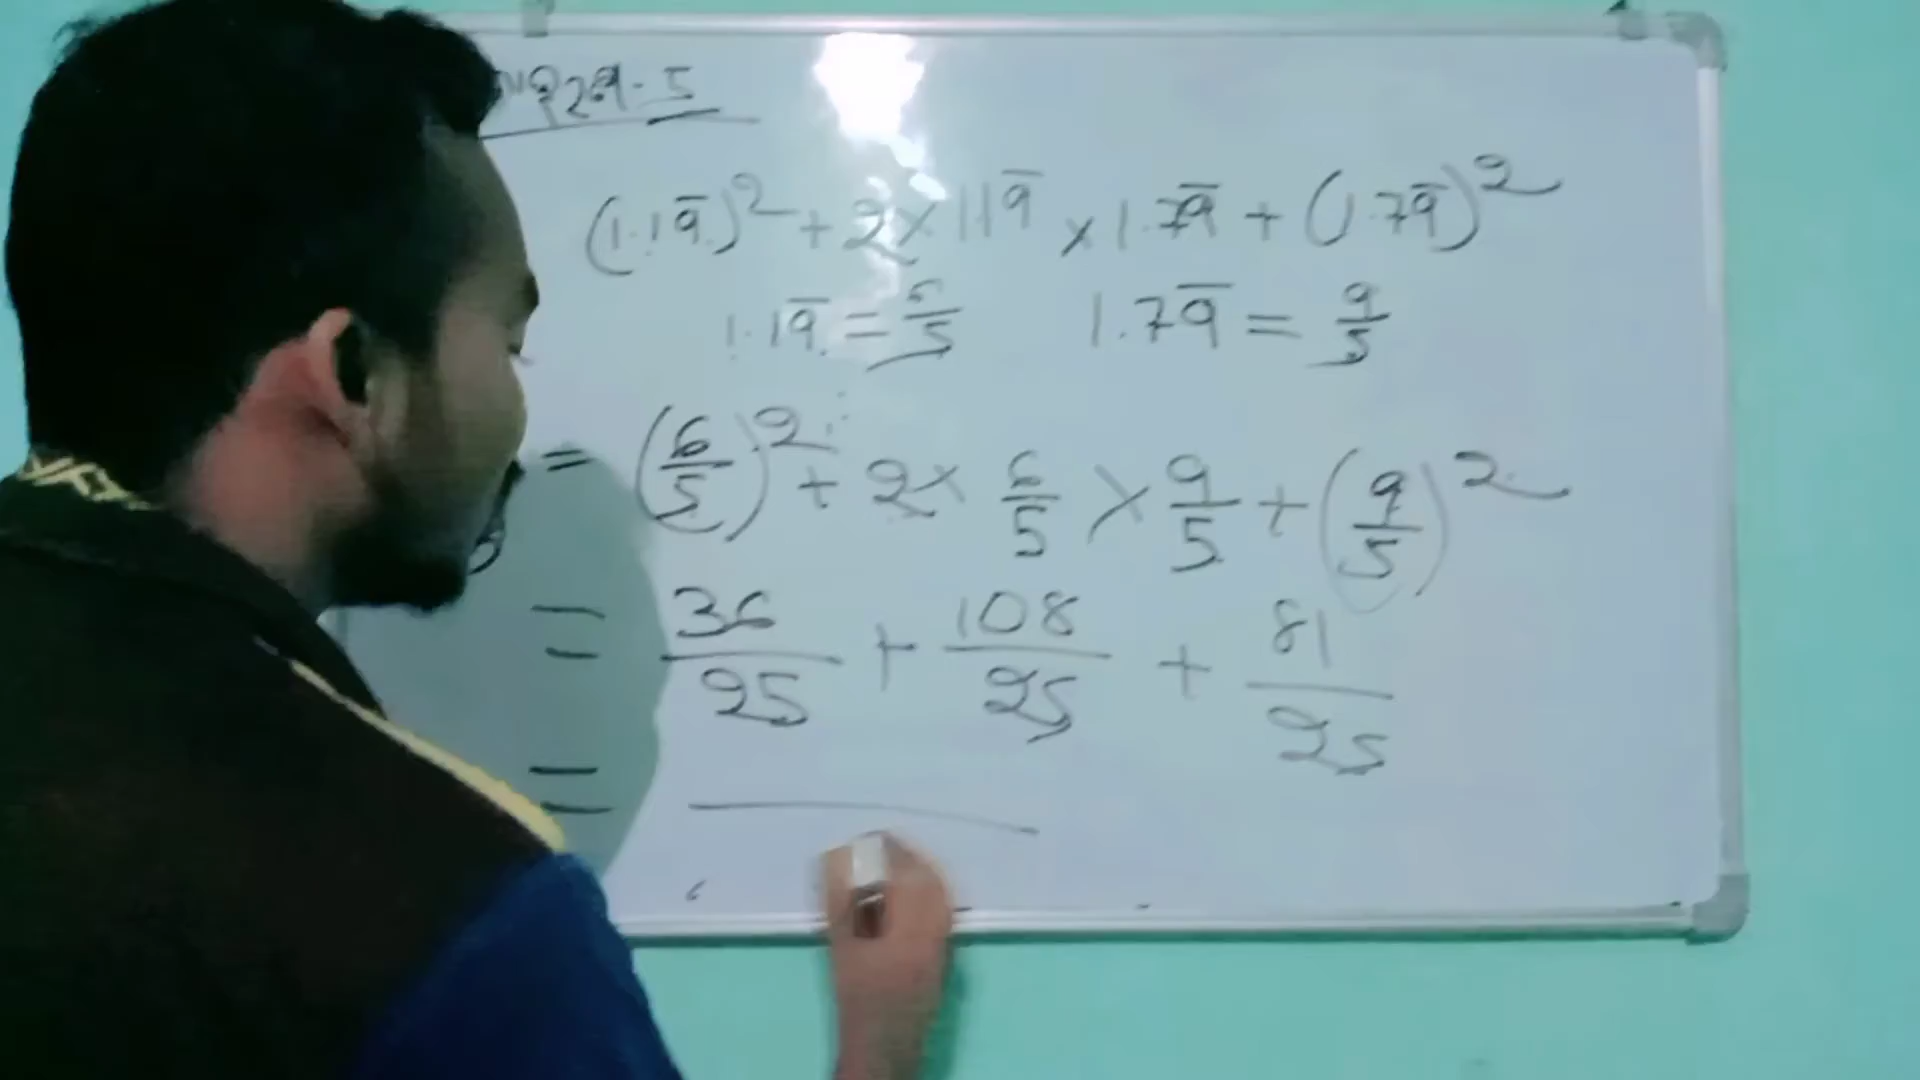 - 5
(1.19̅)² + 2 × 1.19̅ × 1.79̅ + (1.79̅)²
1.19̅ = 6/5 1.79̅ = 9/5
= (6/5)² + 2 × 6/5 × 9/5 + (9/5)²
= 36/25 + 108/25 + 81/25
=